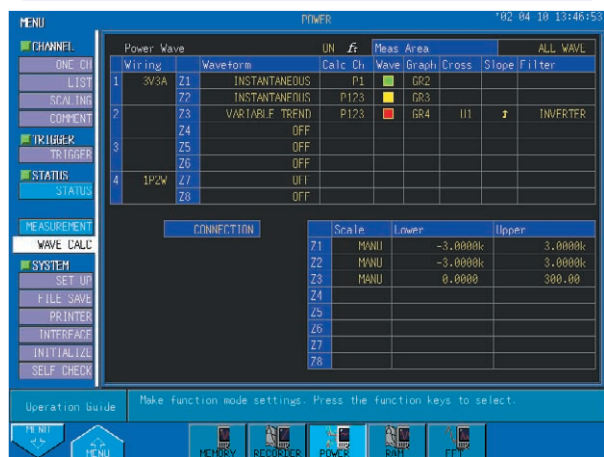 MENU POWER '02-04-10 13:46:53
CHANNEL
ONE CH
LIST
SCALING
COMMENT
TRIGGER
TRIGGER
STATUS
STATUS
MEASUREMENT
WAVE CALC
SYSTEM
SET UP
FILE SAVE
PRINTER
INTERFACE
INITIALIZE
SELF CHECK
Power Wave UN fz Meas Area ALL WAVE
Wiring Waveform Calc Ch Wave Graph Cross Slope Filter
1 3V3A Z1 INSTANTANEOUS P1 GR2
Z2 INSTANTANEOUS P123 GR3
2 Z3 VARIABLE TREND P123 GR4 U1 INVERTER
Z4 OFF
3 Z5 OFF
Z6 OFF
4 1P2W Z7 OFF
Z8 OFF
CONNECTION
Scale Lower Upper
Z1 MANU -3.0000k 3.0000k
Z2 MANU -3.0000k 3.0000k
Z3 MANU 0.0000 300.00
Z4
Z5
Z6
Z7
Z8
Operation Guide Make function mode settings. Press the function keys to select.
MENU MENU MEMORY RECORDER POWER RAM FFT